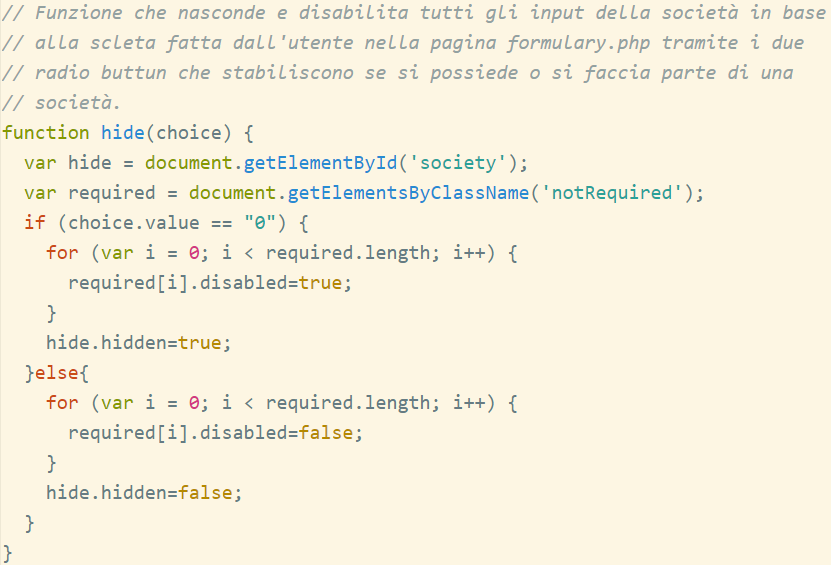 // Funzione che nasconde e disabilita tutti gli input della società in base
// alla scleta fatta dall'utente nella pagina formulary.php tramite i due
// radio buttun che stabiliscono se si possiede o si faccia parte di una
// società.
function hide(choice) {
  var hide = document.getElementById('society');
  var required = document.getElementsByClassName('notRequired');
  if (choice.value == "0") {
    for (var i = 0; i < required.length; i++) {
      required[i].disabled=true;
    }
    hide.hidden=true;
  }else{
    for (var i = 0; i < required.length; i++) {
      required[i].disabled=false;
    }
    hide.hidden=false;
  }
}